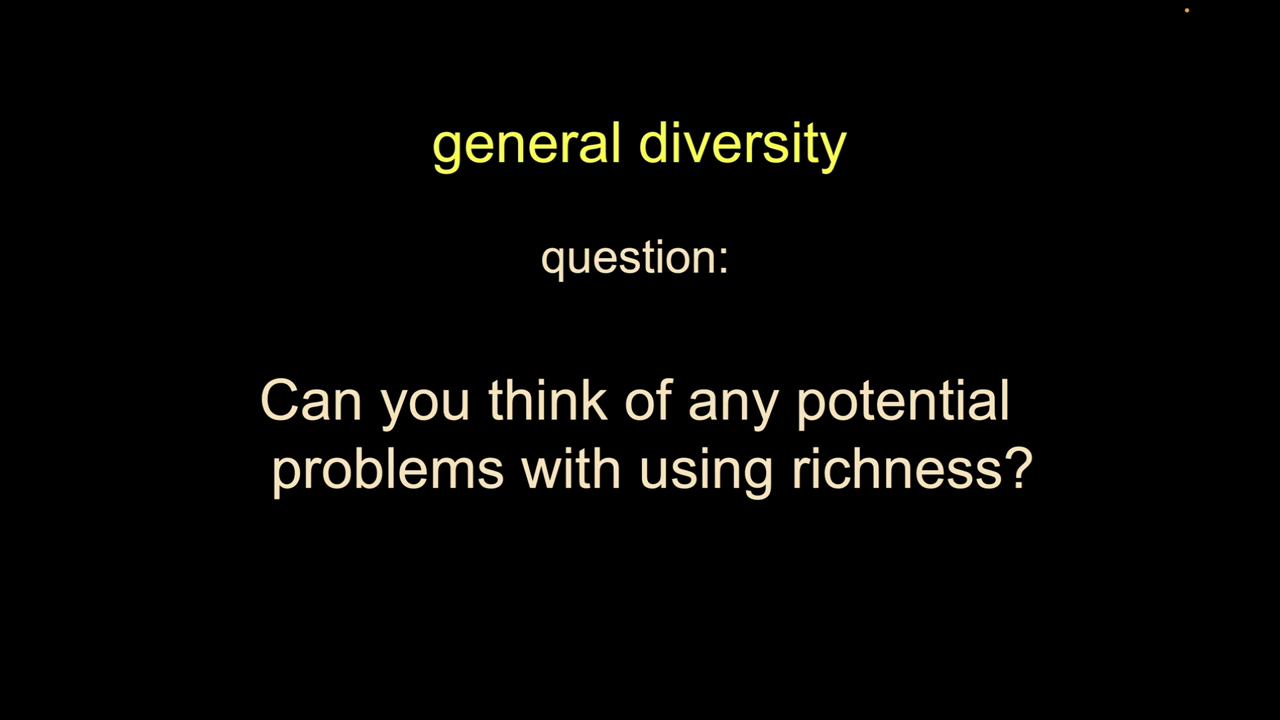 general diversity
question:
Can you think of any potential
problems with using richness?